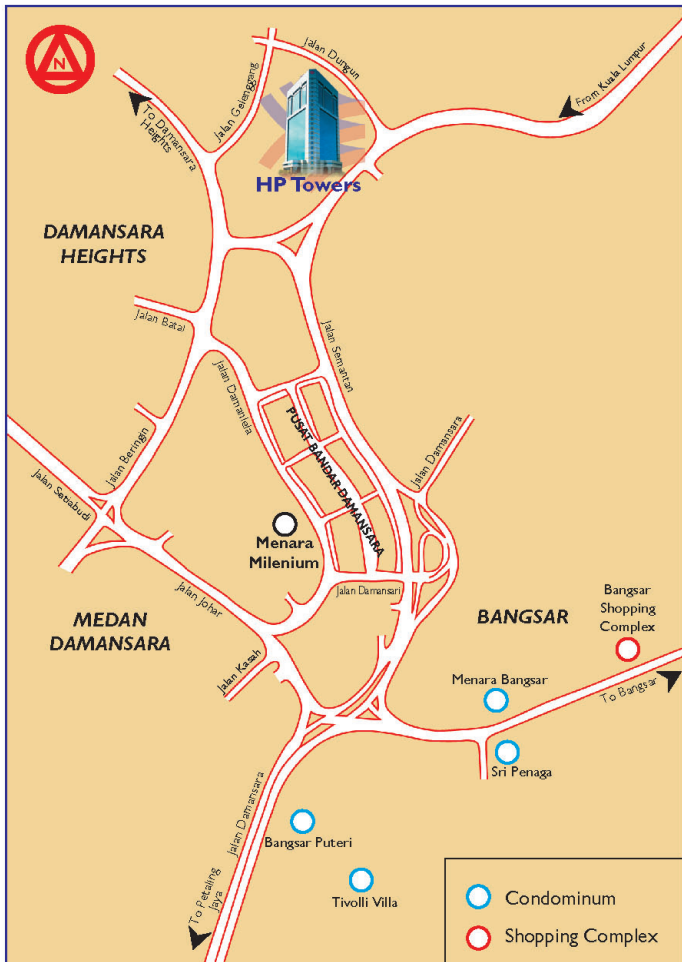 N
Jalan Dungun
From Kuala Lumpur
Jalan Gelenggang
To Damansara
Heights
HP Towers
DAMANSARA
HEIGHTS
Jalan Batai
Jalan Semantan
Jalan Damanlela
PUSAT BANDAR DAMANSARA
Jalan Damansara
Jalan Beringin
Jalan Setiabudi
Menara
Milenium
Jalan Damansari
Jalan Johar
MEDAN
DAMANSARA
BANGSAR
Bangsar
Shopping
Complex
Jalan Kasah
Menara Bangsar
To Bangsar
Sri Penaga
Jalan Damansara
Bangsar Puteri
To Petaling
Jaya
Tivolli Villa
Condominum
Shopping Complex